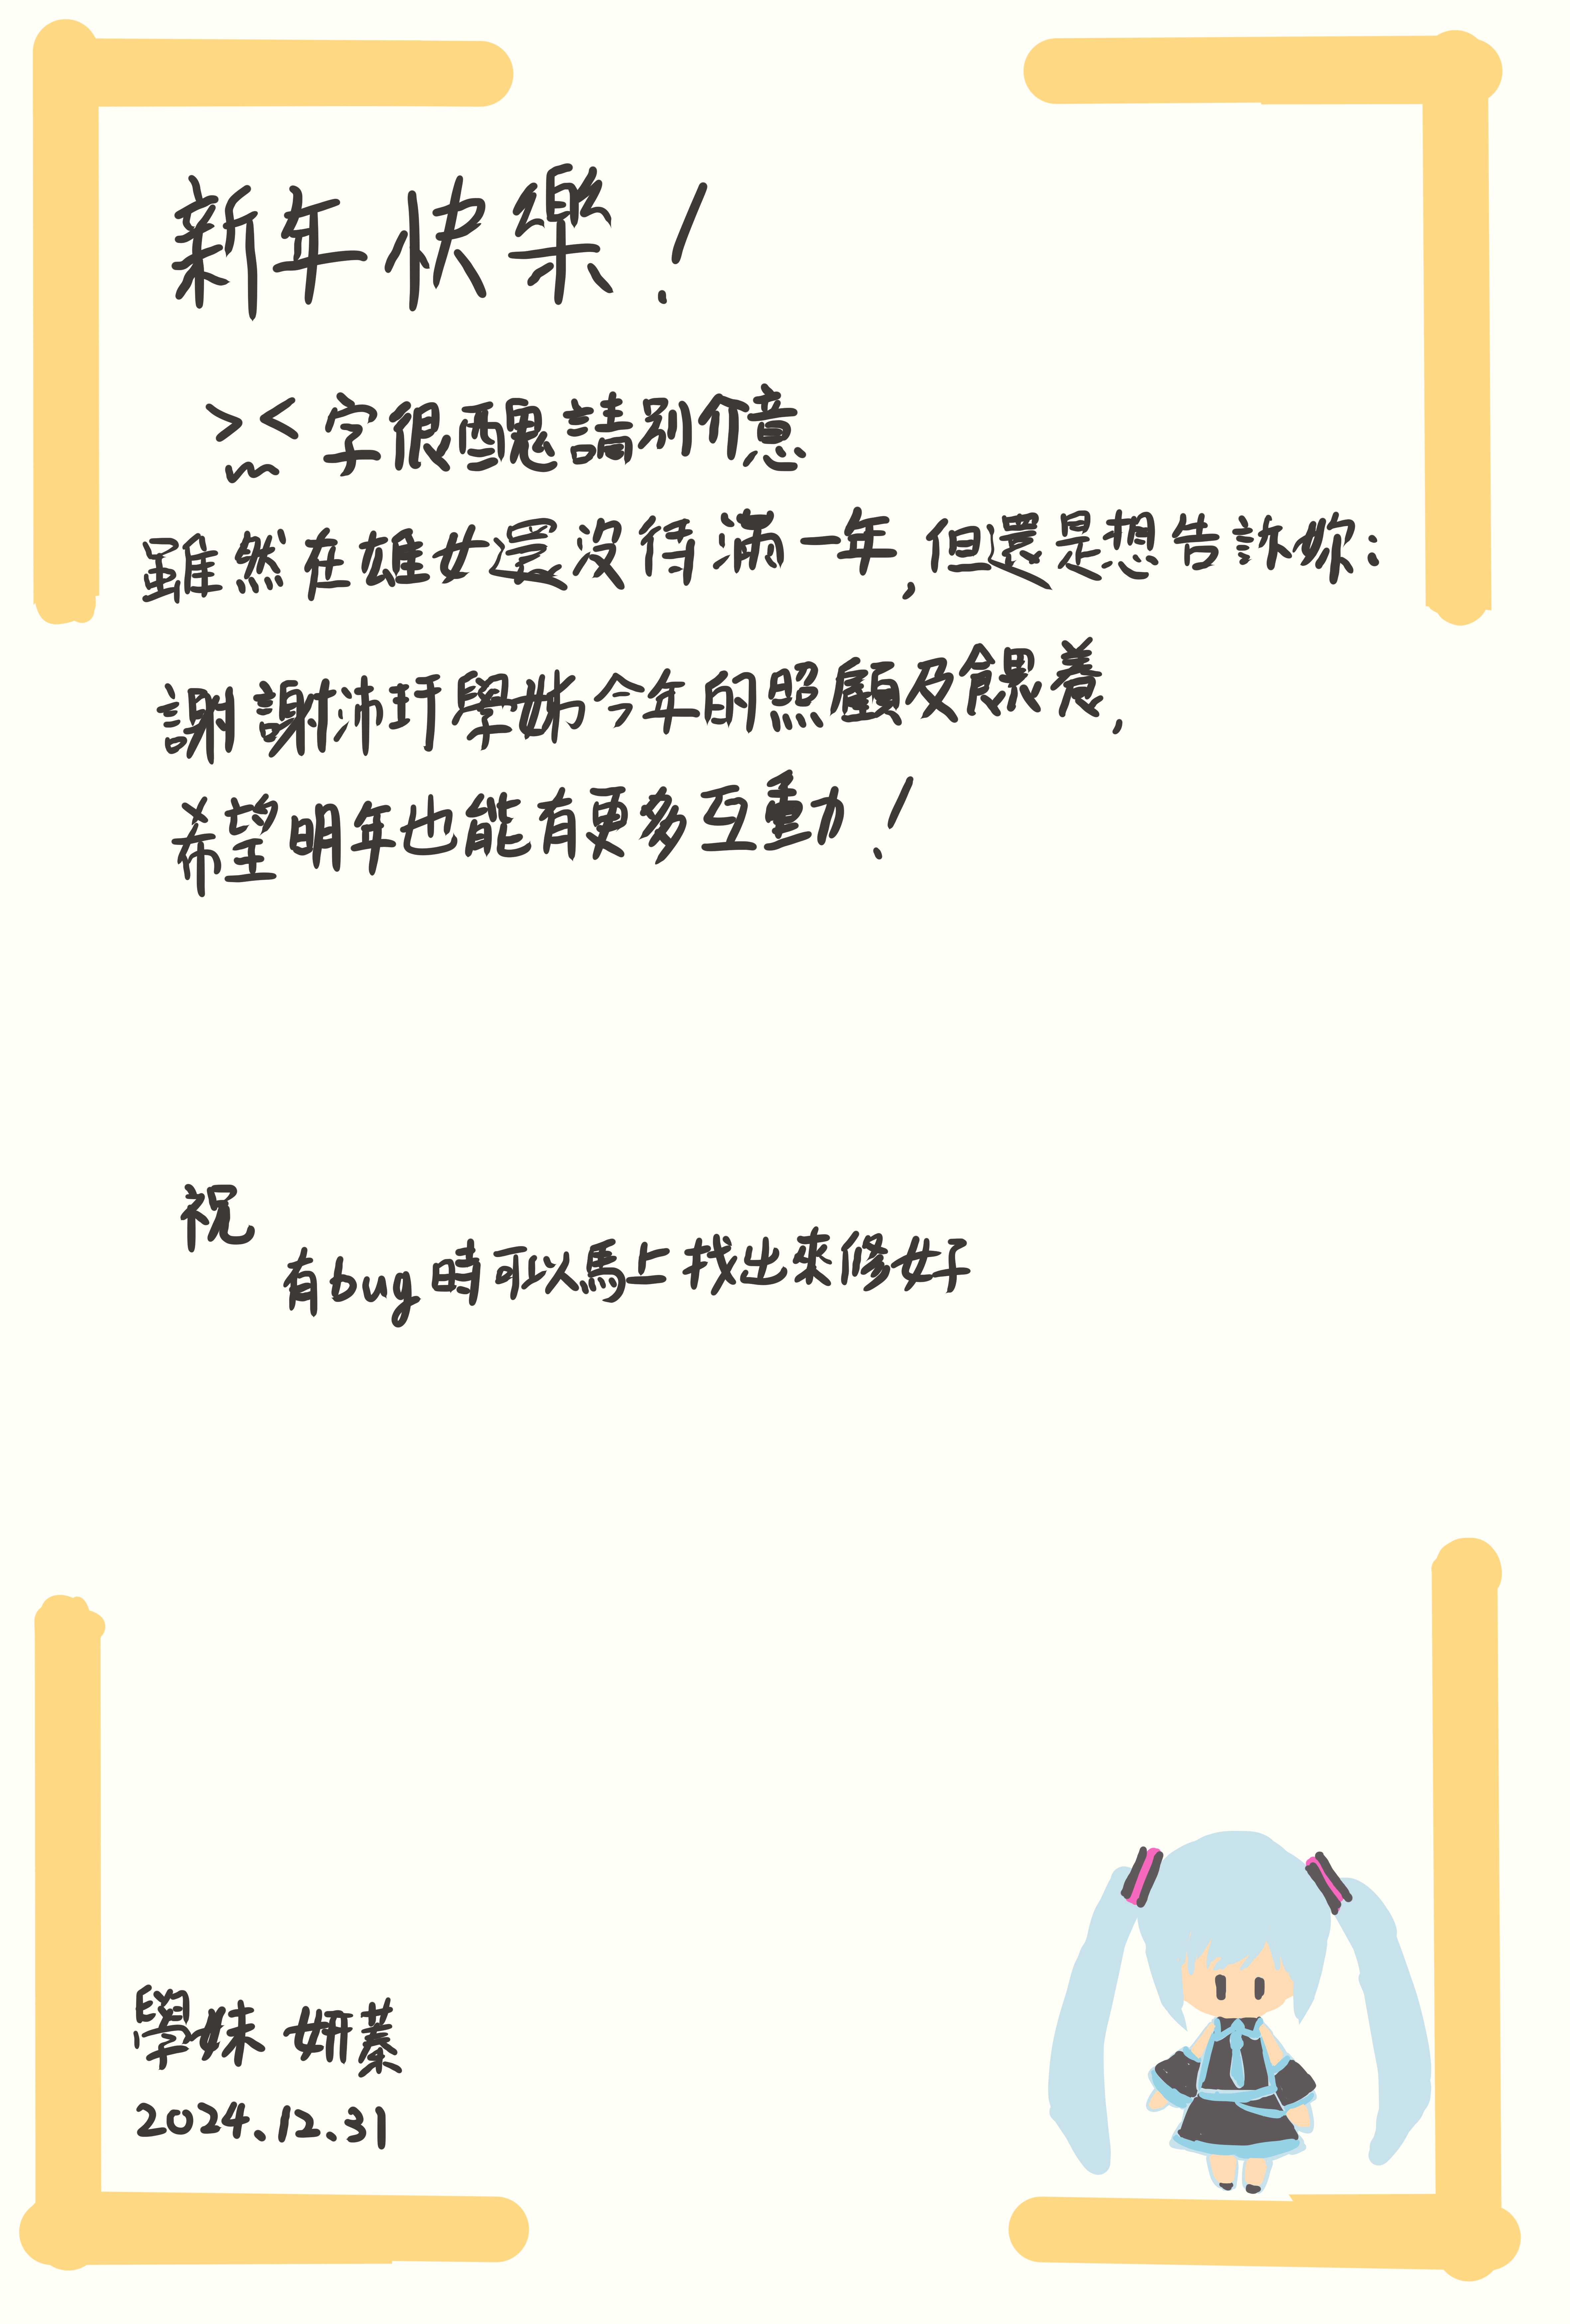 新年快樂!
>< 字很醜請別介意
雖然在雄女還沒待滿一年,但還是想告訴妳:
謝謝沛玗學姊今年的照顧及餵養,
希望明年也能有更多互動!
祝
有bug時可以馬上找出來修好
學妹 妍蓁
2024.12.31